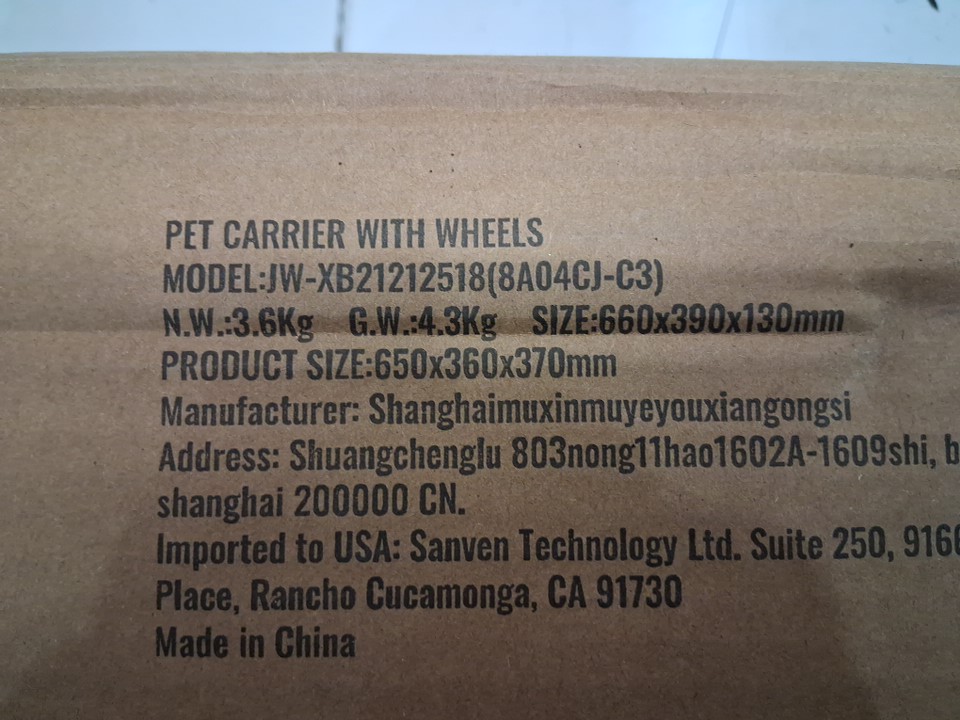 PET CARRIER WITH WHEELS
MODEL:JW-XB21212518(8A04CJ-C3)
N.W.:3.6Kg G.W.:4.3Kg SIZE:660x390x130mm
PRODUCT SIZE:650x360x370mm
Manufacturer: Shanghaimuxinmuyeyouxiangongsi
Address: Shuangchenglu 803nong11hao1602A-1609shi,
shanghai 200000 CN.
Imported to USA: Sanven Technology Ltd. Suite 250,
Place, Rancho Cucamonga, CA 91730
Made in China